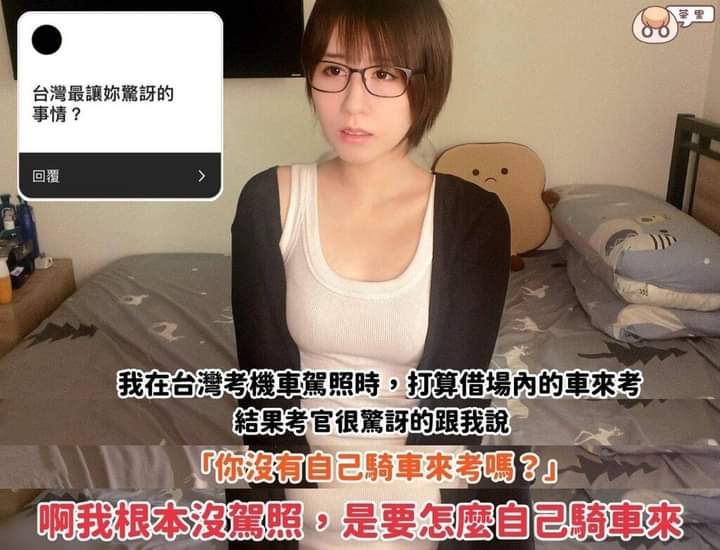 茶里
台灣最讓妳驚訝的
事情？
回覆
我在台灣考機車駕照時，打算借場內的車來考
結果考官很驚訝的跟我說
「你沒有自己騎車來考嗎？」
啊我根本沒駕照，是要怎麼自己騎車來